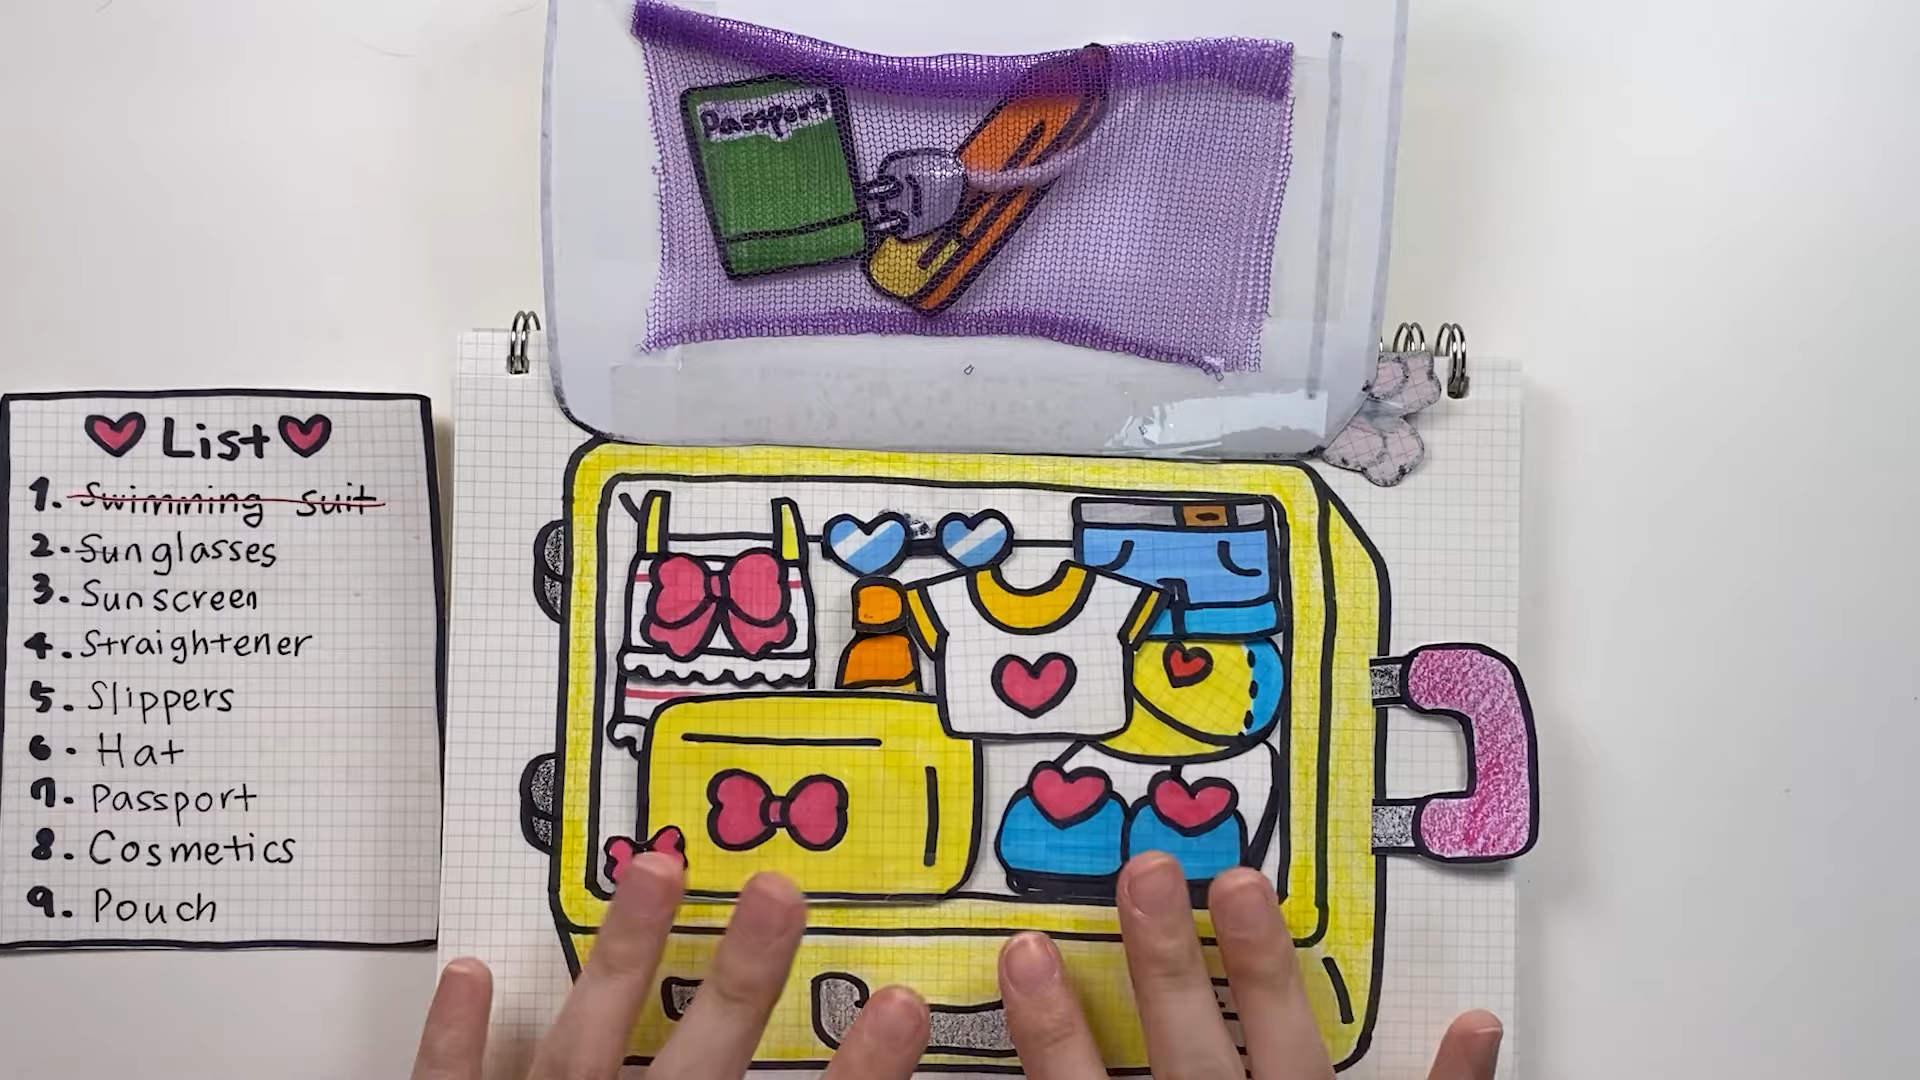 Passport
List
1. Swimming suit
2. Sunglasses
3. Sunscreen
4. Straightener
5. Slippers
6. Hat
7. Passport
8. Cosmetics
9. Pouch